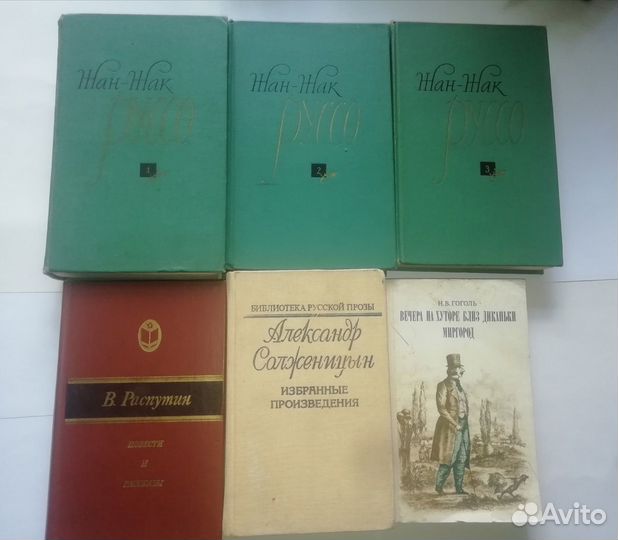 Жан-Жак
Руссо
1
Жан-Жак
Руссо
2
Жан-Жак
Руссо
3
В. Распутин
ПОВЕСТИ
И
РАССКАЗЫ
БИБЛИОТЕКА РУССКОЙ ПРОЗЫ
Александр
Солженицын
ИЗБРАННЫЕ
ПРОИЗВЕДЕНИЯ
Н.В.ГОГОЛЬ
ВЕЧЕРА НА ХУТОРЕ БЛИЗ ДИКАНЬКИ
МИРГОРОД
Avito